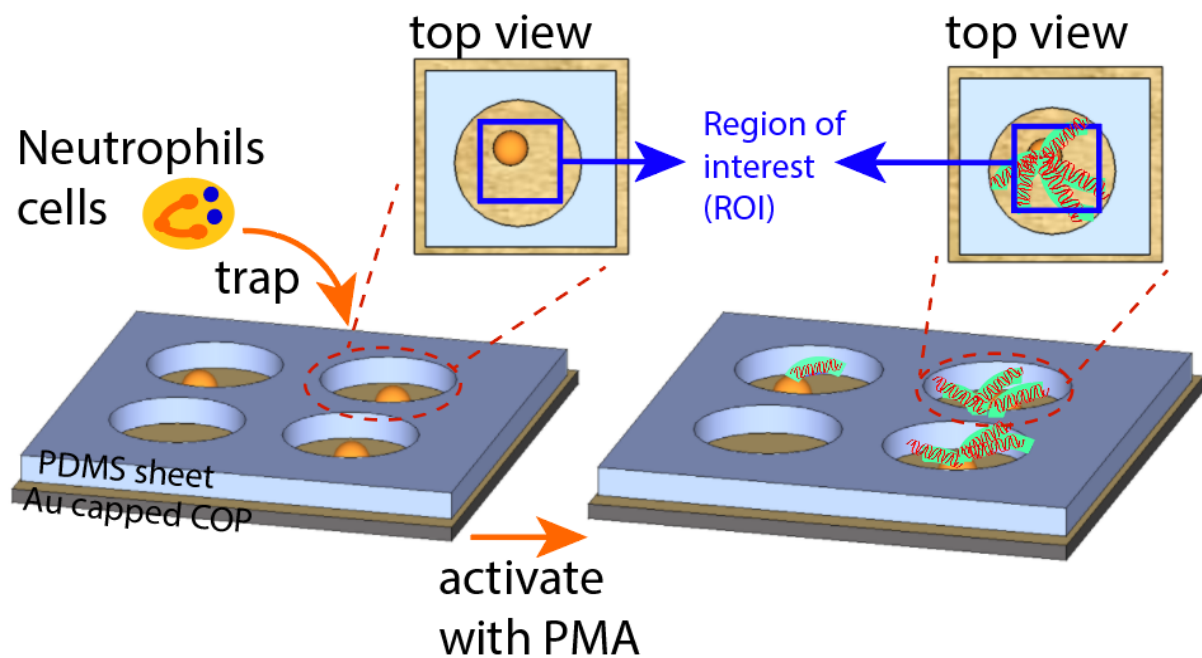 top view
top view
Neutrophils
cells
Region of
interest
(ROI)
trap
PDMS sheet
Au capped COP
activate
with PMA